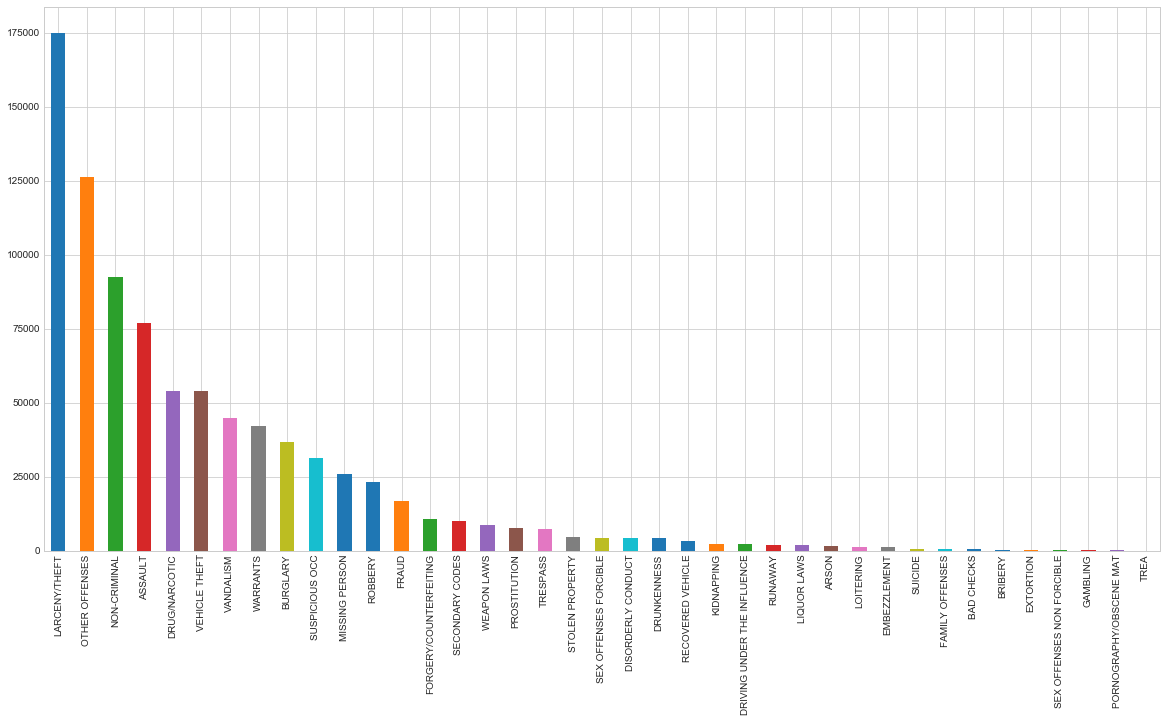 175000
150000
125000
100000
75000
50000
25000
0
LARCENY/THEFT
OTHER OFFENSES
NON-CRIMINAL
ASSAULT
DRUG/NARCOTIC
VEHICLE THEFT
VANDALISM
WARRANTS
BURGLARY
SUSPICIOUS OCC
MISSING PERSON
ROBBERY
FRAUD
FORGERY/COUNTERFEITING
SECONDARY CODES
WEAPON LAWS
PROSTITUTION
TRESPASS
STOLEN PROPERTY
SEX OFFENSES FORCIBLE
DISORDERLY CONDUCT
DRUNKENNESS
RECOVERED VEHICLE
KIDNAPPING
DRIVING UNDER THE INFLUENCE
RUNAWAY
LIQUOR LAWS
ARSON
LOITERING
EMBEZZLEMENT
SUICIDE
FAMILY OFFENSES
BAD CHECKS
BRIBERY
EXTORTION
SEX OFFENSES NON FORCIBLE
GAMBLING
PORNOGRAPHY/OBSCENE MAT
TREA